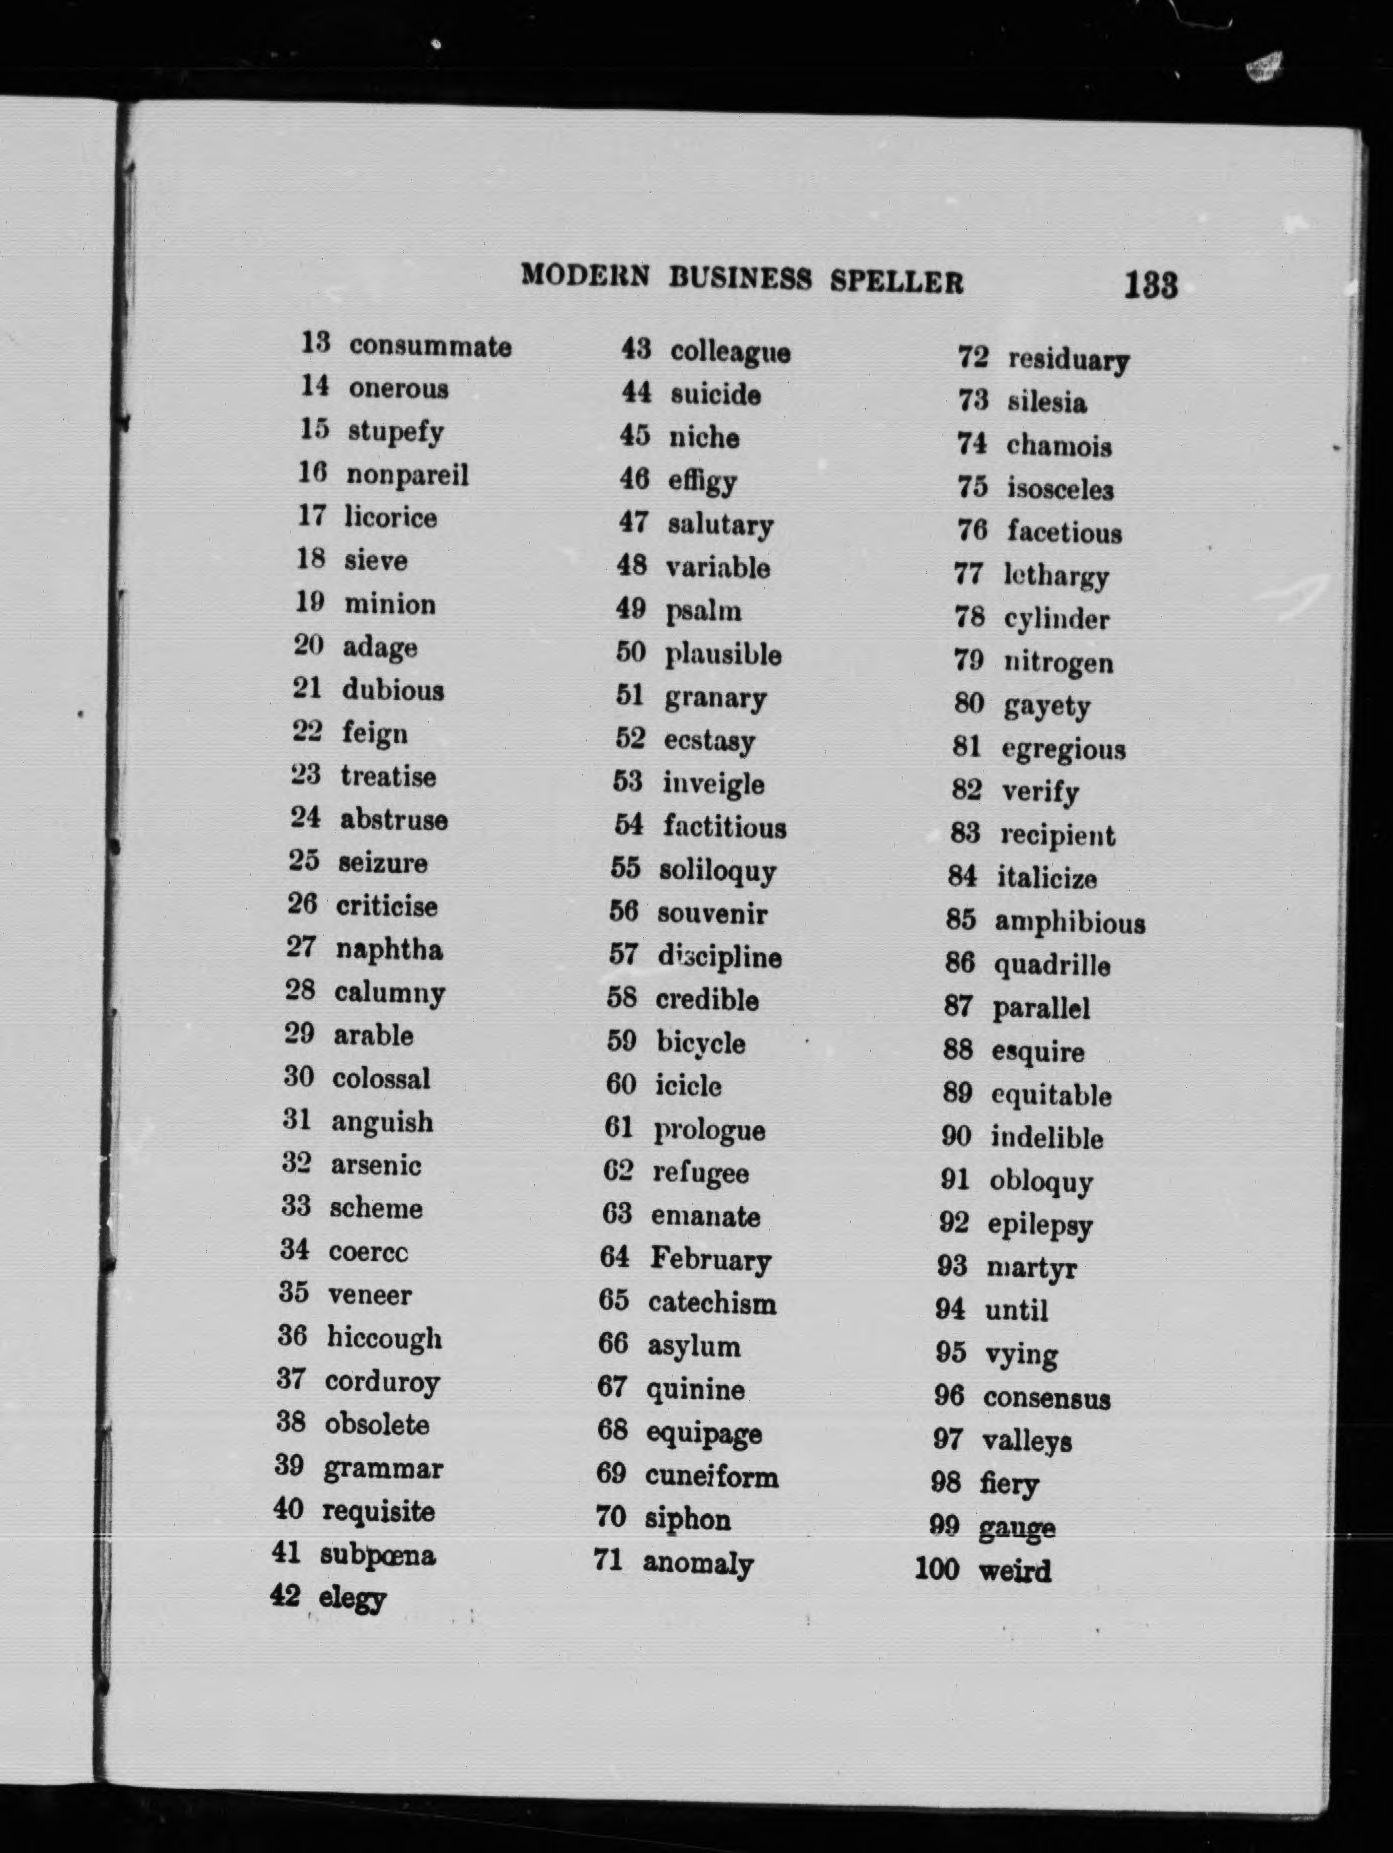 MODERN BUSINESS SPELLER 133
13 consummate
14 onerous
15 stupefy
16 nonpareil
17 licorice
18 sieve
19 minion
20 adage
21 dubious
22 feign
23 treatise
24 abstruse
25 seizure
26 criticise
27 naphtha
28 calumny
29 arable
30 colossal
31 anguish
32 arsenic
33 scheme
34 coerce
35 veneer
36 hiccough
37 corduroy
38 obsolete
39 grammar
40 requisite
41 subpœna
42 elegy
43 colleague
44 suicide
45 niche
46 effigy
47 salutary
48 variable
49 psalm
50 plausible
51 granary
52 ecstasy
53 inveigle
54 factitious
55 soliloquy
56 souvenir
57 discipline
58 credible
59 bicycle
60 icicle
61 prologue
62 refugee
63 emanate
64 February
65 catechism
66 asylum
67 quinine
68 equipage
69 cuneiform
70 siphon
71 anomaly
72 residuary
73 silesia
74 chamois
75 isosceles
76 facetious
77 lethargy
78 cylinder
79 nitrogen
80 gayety
81 egregious
82 verify
83 recipient
84 italicize
85 amphibious
86 quadrille
87 parallel
88 esquire
89 equitable
90 indelible
91 obloquy
92 epilepsy
93 martyr
94 until
95 vying
96 consensus
97 valleys
98 fiery
99 gauge
100 weird